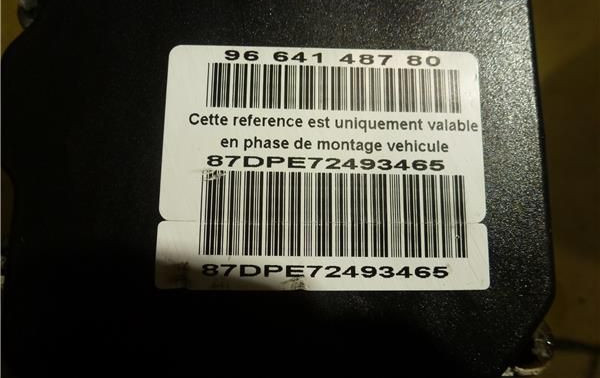 96 641 487 80
Cette reference est uniquement valable
en phase de montage vehicule
87DPE72493465
87DPE72493465